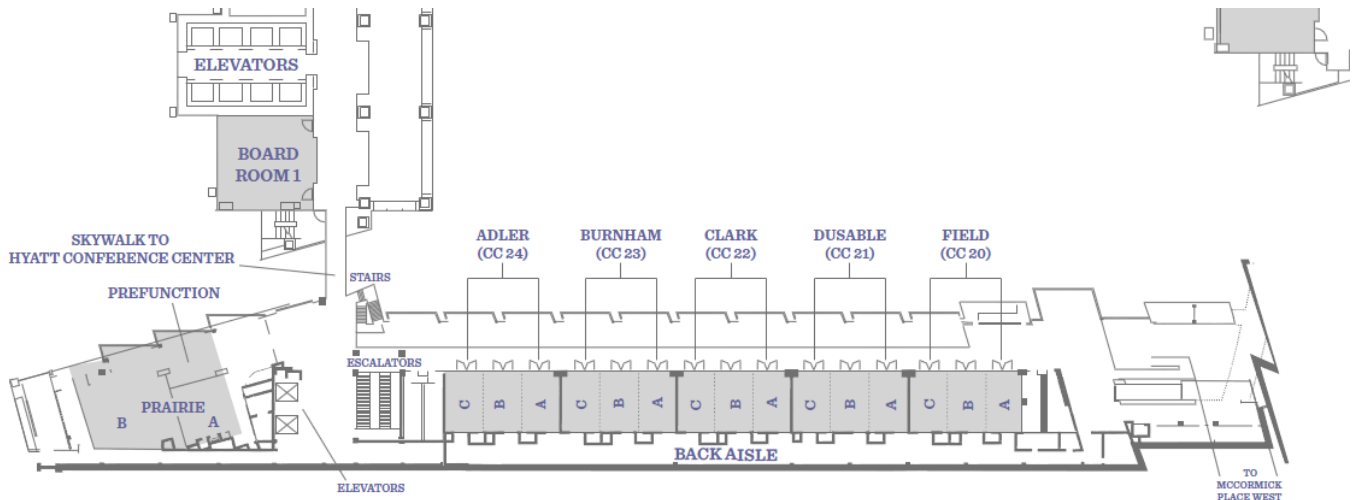 ELEVATORS
BOARD
ROOM 1
SKYWALK TO
HYATT CONFERENCE CENTER
STAIRS
PREFUNCTION
ADLER
(CC 24)
BURNHAM
(CC 23)
CLARK
(CC 22)
DUSABLE
(CC 21)
FIELD
(CC 20)
ESCALATORS
PRAIRIE
B
A
C
B
A
C
B
A
C
B
A
C
B
A
C
B
A
BACK AISLE
ELEVATORS
TO
MCCORMICK
PLACE WEST